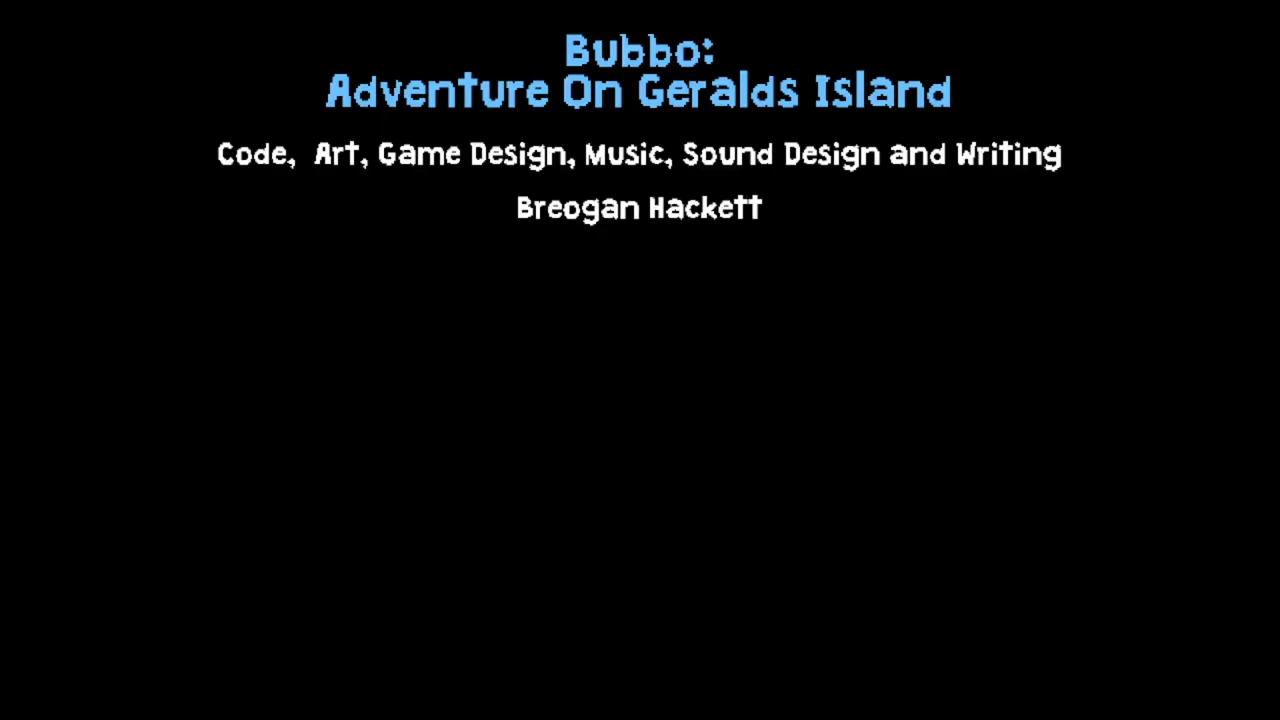 Bubbo:
Adventure On Geralds Island
Code,  Art, Game Design, Music, Sound Design and Writing
Breogan Hackett